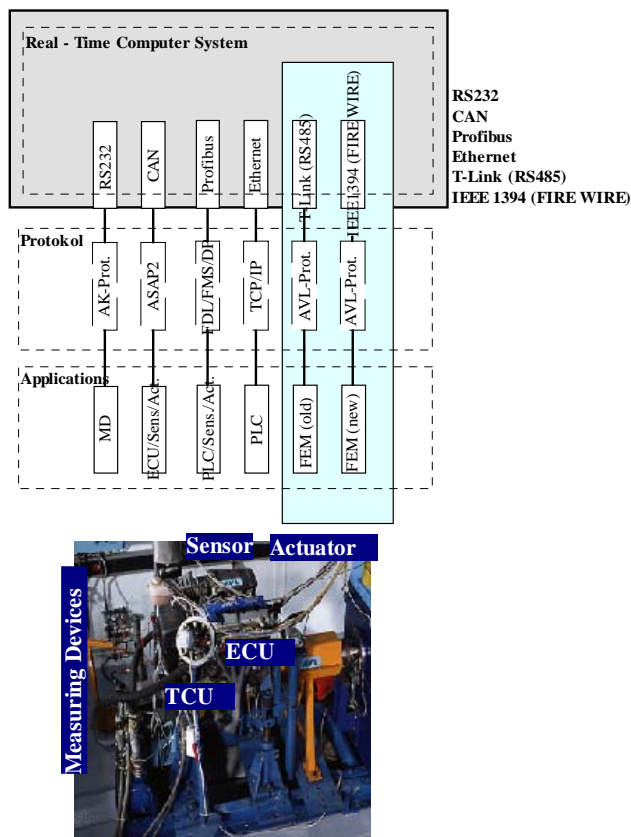 Real - Time Computer System
RS232
CAN
Profibus
Ethernet
T-Link (RS485)
IEEE1394 (FIRE WIRE)
RS232
CAN
Profibus
Ethernet
T-Link (RS485)
IEEE 1394 (FIRE WIRE)
Protokol
AK-Prot.
ASAP2
FDL/FMS/DP
TCP/IP
AVL-Prot.
AVL-Prot.
Applications
MD
ECU/Sens/Act.
PLC/Sens./Act.
PLC
FEM (old)
FEM (new)
Sensor
Actuator
Measuring Devices
ECU
TCU